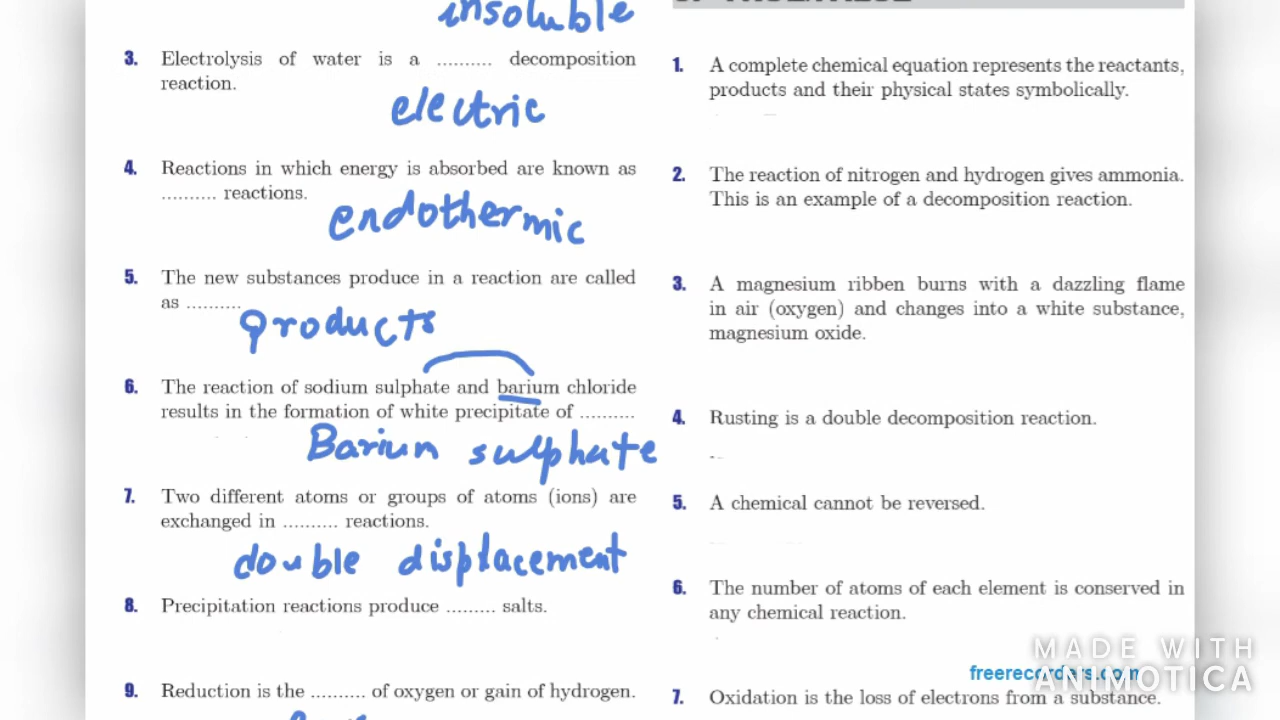 insoluble
3. Electrolysis of water is a .......... decomposition
reaction.
electric
4. Reactions in which energy is absorbed are known as
.......... reactions.
endothermic
5. The new substances produce in a reaction are called
as ..........
products
6. The reaction of sodium sulphate and barium chloride
results in the formation of white precipitate of ..........
Barium sulphate
7. Two different atoms or groups of atoms (ions) are
exchanged in .......... reactions.
double displacement
8. Precipitation reactions produce ......... salts.
9. Reduction is the .......... of oxygen or gain of hydrogen.
1. A complete chemical equation represents the reactants,
products and their physical states symbolically.
2. The reaction of nitrogen and hydrogen gives ammonia.
This is an example of a decomposition reaction.
3. A magnesium ribben burns with a dazzling flame
in air (oxygen) and changes into a white substance,
magnesium oxide.
4. Rusting is a double decomposition reaction.
5. A chemical cannot be reversed.
6. The number of atoms of each element is conserved in
any chemical reaction.
7. Oxidation is the loss of electrons from a substance.
MADE WITH
freerecorders.com
ANIMOTICA